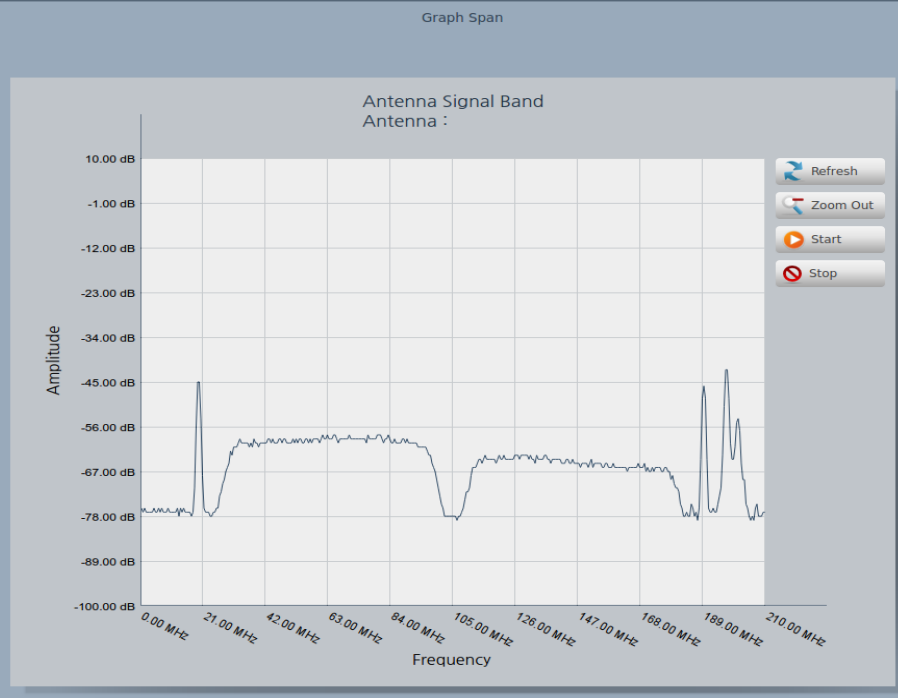 Graph Span
Antenna Signal Band
Antenna :
10.00 dB
-1.00 dB
-12.00 dB
-23.00 dB
-34.00 dB
-45.00 dB
-56.00 dB
-67.00 dB
-78.00 dB
-89.00 dB
-100.00 dB
Amplitude
Refresh
Zoom Out
Start
Stop
0.00 MHz
21.00 MHz
42.00 MHz
63.00 MHz
84.00 MHz
105.00 MHz
126.00 MHz
147.00 MHz
168.00 MHz
189.00 MHz
210.00 MHz
Frequency